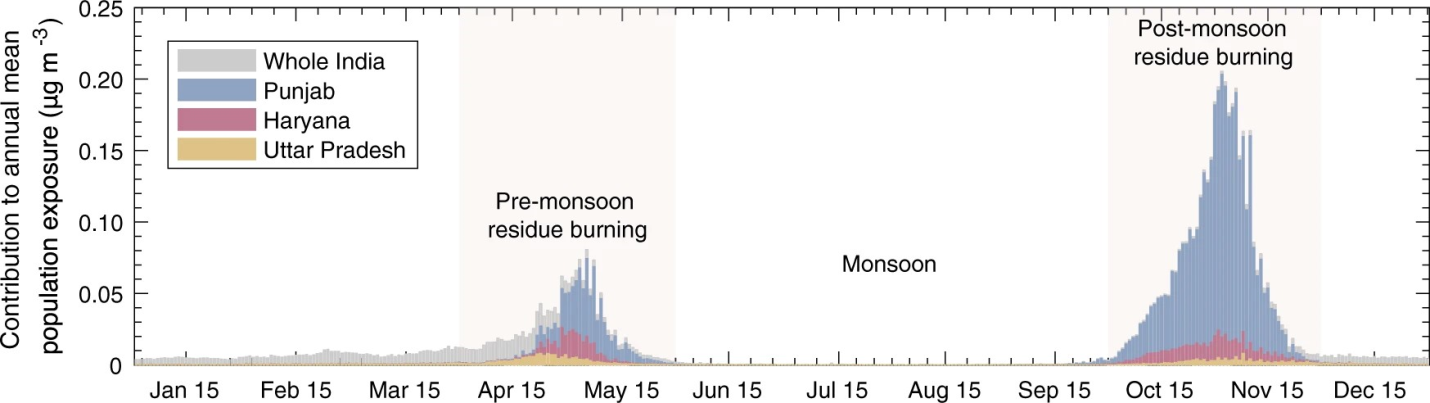 Contribution to annual mean
population exposure (µg m⁻³)
0.25
0.20
0.15
0.10
0.05
0
Whole India
Punjab
Haryana
Uttar Pradesh
Pre-monsoon
residue burning
Monsoon
Post-monsoon
residue burning
Jan 15 Feb 15 Mar 15 Apr 15 May 15 Jun 15 Jul 15 Aug 15 Sep 15 Oct 15 Nov 15 Dec 15